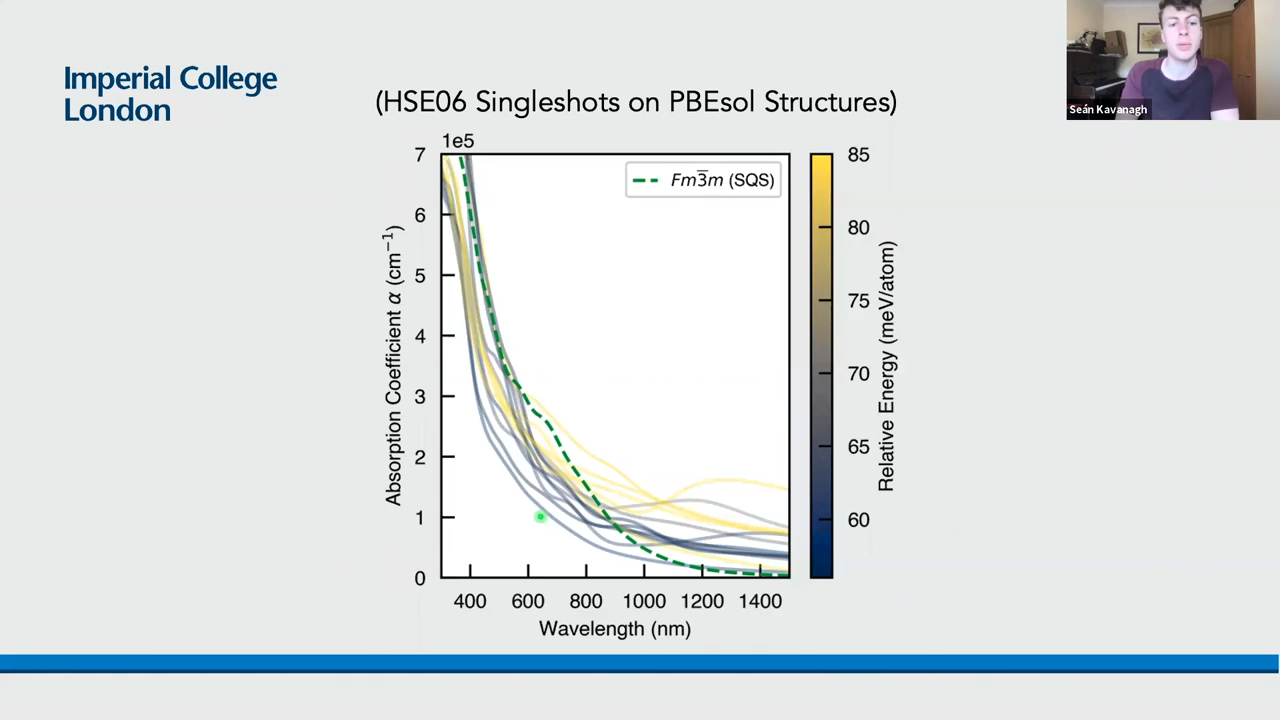 Imperial College
London
(HSE06 Singleshots on PBEsol Structures)
Seán Kavanagh
1e5
7
6
5
4
3
2
1
0
Absorption Coefficient α (cm⁻¹)
Fm3̅m (SQS)
400 600 800 1000 1200 1400
Wavelength (nm)
85
80
75
70
65
60
Relative Energy (meV/atom)